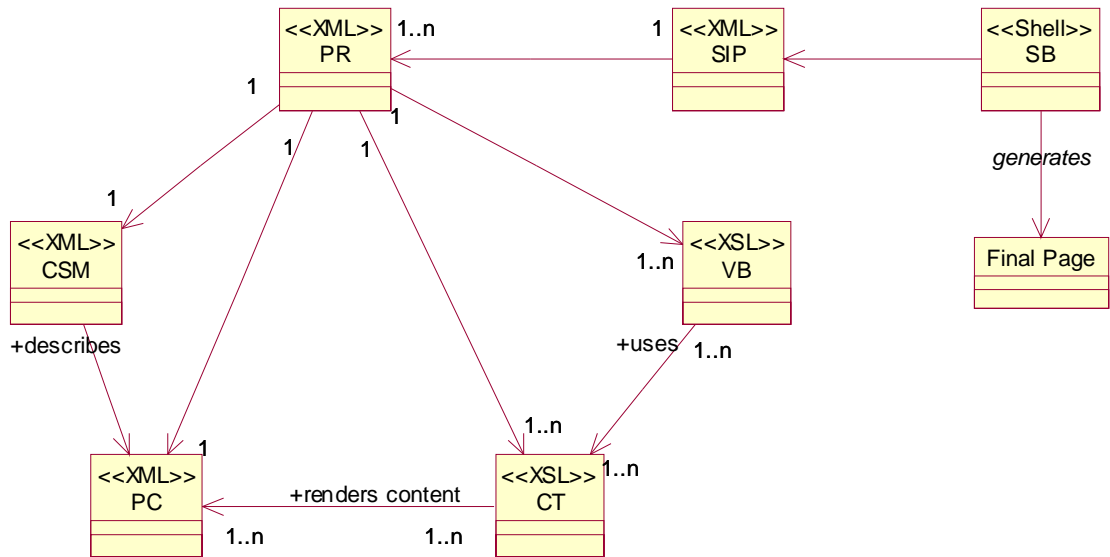 <<XML>>
PR
1..n
1
<<XML>>
SIP
<<Shell>>
SB
1
1
1
1
generates
1
<<XML>>
CSM
<<XSL>>
VB
1..n
Final Page
+describes
+uses
1..n
1
1..n
1..n
<<XML>>
PC
+renders content
<<XSL>>
CT
1..n
1..n